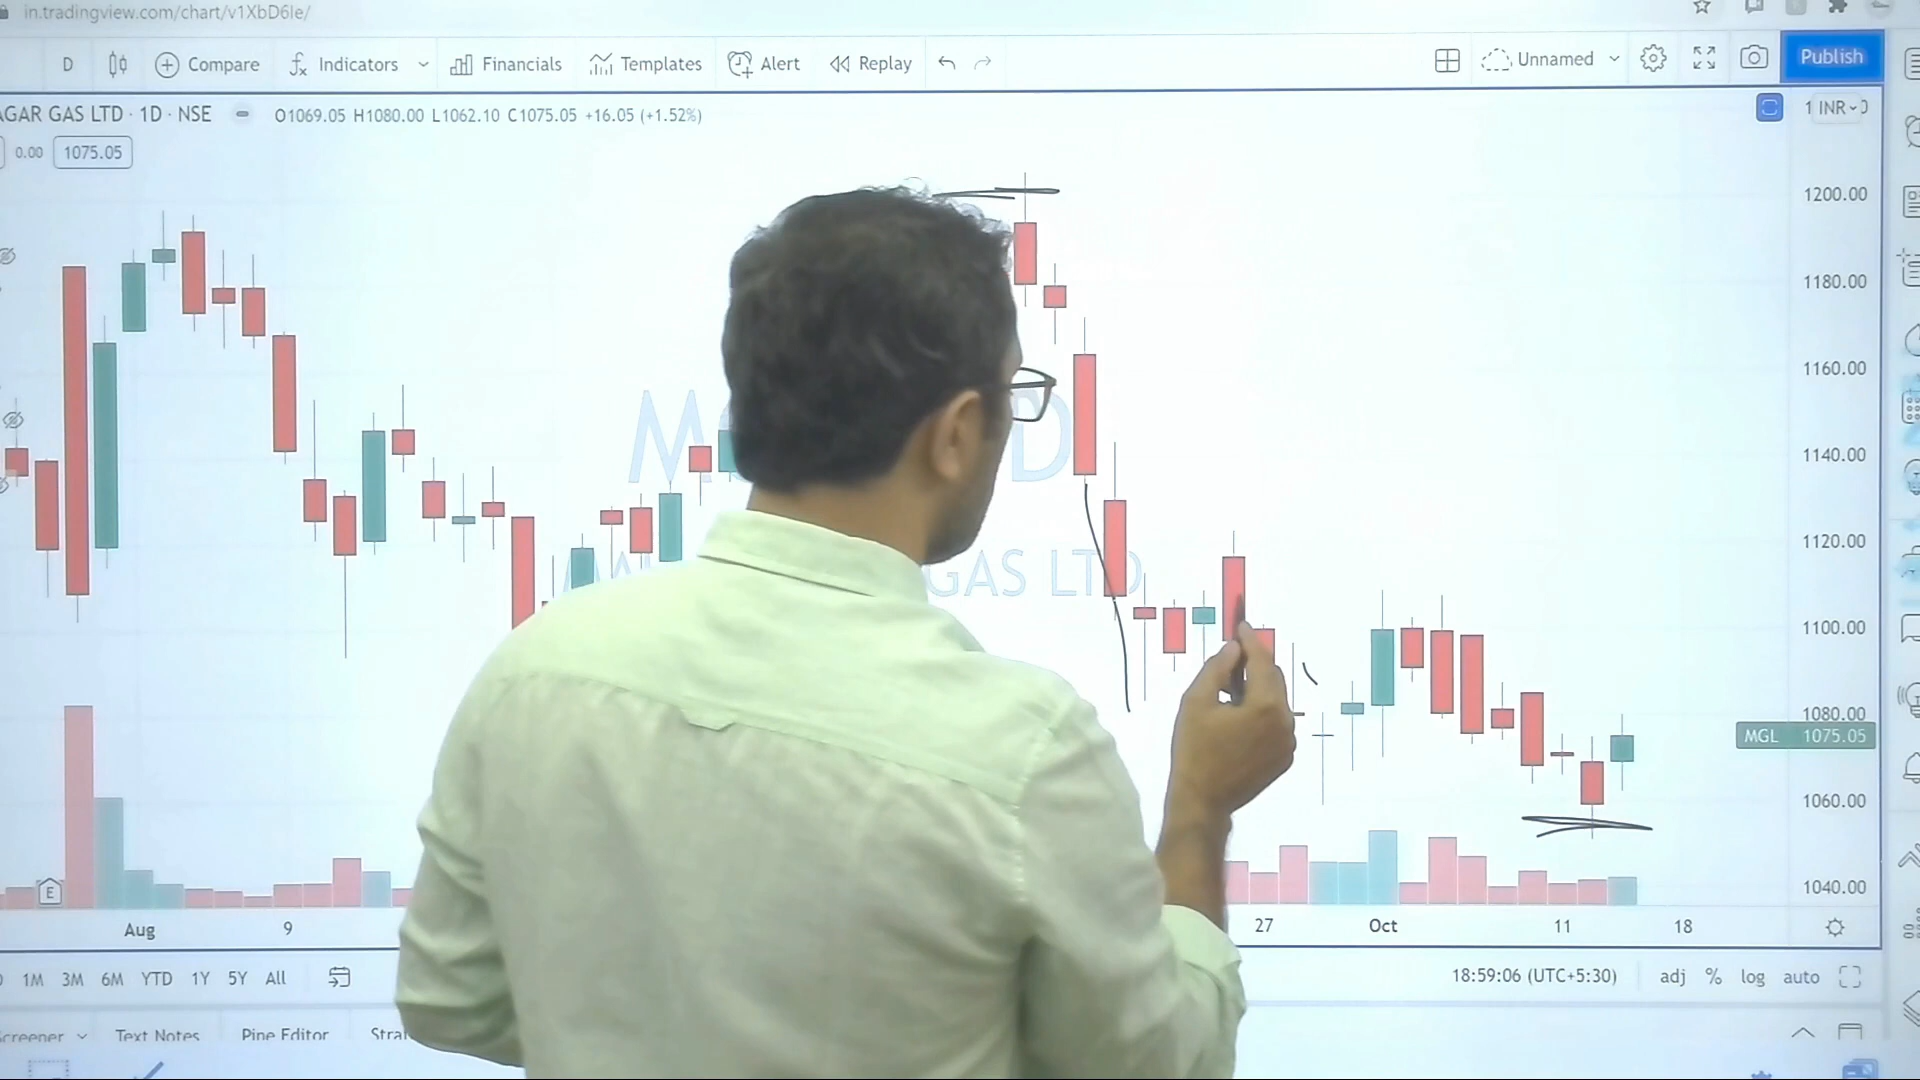 in.tradingview.com/chart/v1XbD6Ie/
D Compare Indicators Financials Templates Alert Replay Unnamed Publish
AGAR GAS LTD · 1D · NSE O1069.05 H1080.00 L1062.10 C1075.05 +16.05 (+1.52%)
INR
0.00 1075.05
1200.00
1180.00
1160.00
1140.00
1120.00
1100.00
1080.00
MGL 1075.05
1060.00
1040.00
GAS LTD
E
Aug 9 27 Oct 11 18
1M 3M 6M YTD 1Y 5Y All 18:59:06 (UTC+5:30) adj % log auto
Text Notes Pine Editor